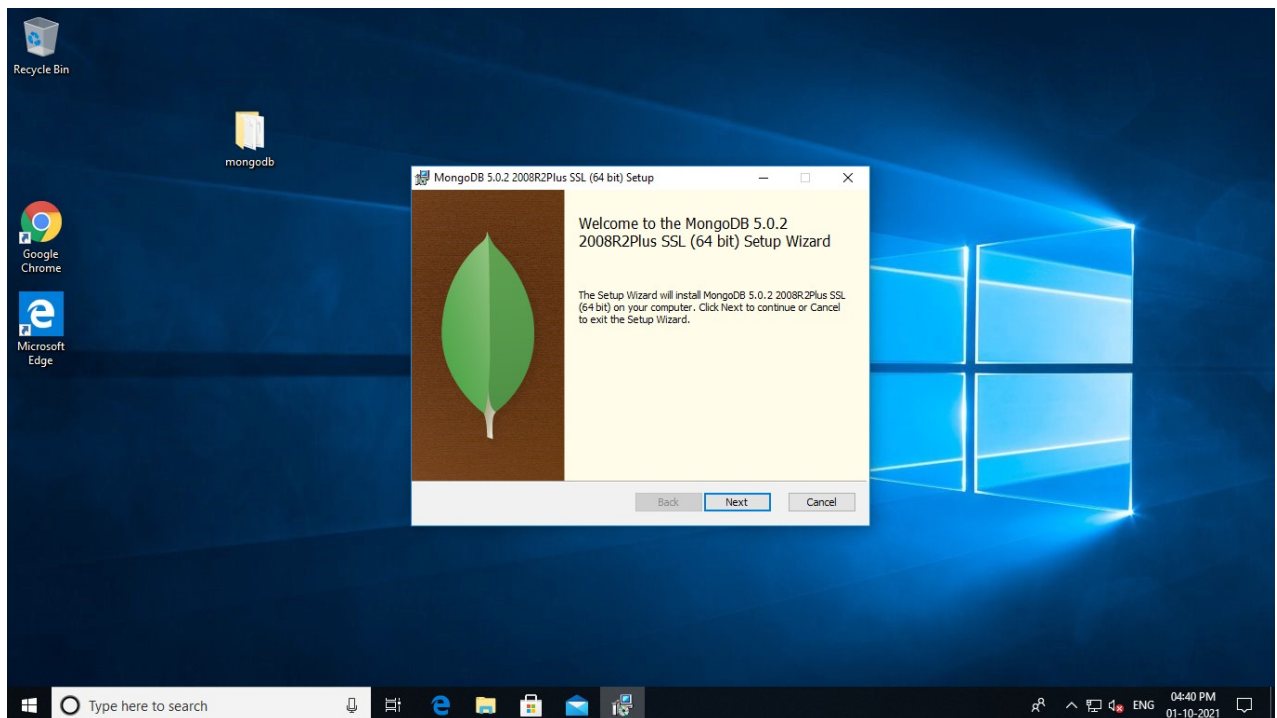 Recycle Bin
mongodb
Google
Chrome
Microsoft
Edge
MongoDB 5.0.2 2008R2Plus SSL (64 bit) Setup
Welcome to the MongoDB 5.0.2
2008R2Plus SSL (64 bit) Setup Wizard
The Setup Wizard will install MongoDB 5.0.2 2008R2Plus SSL
(64 bit) on your computer. Click Next to continue or Cancel
to exit the Setup Wizard.
Back Next Cancel
Type here to search
ENG
04:40 PM
01-10-2021